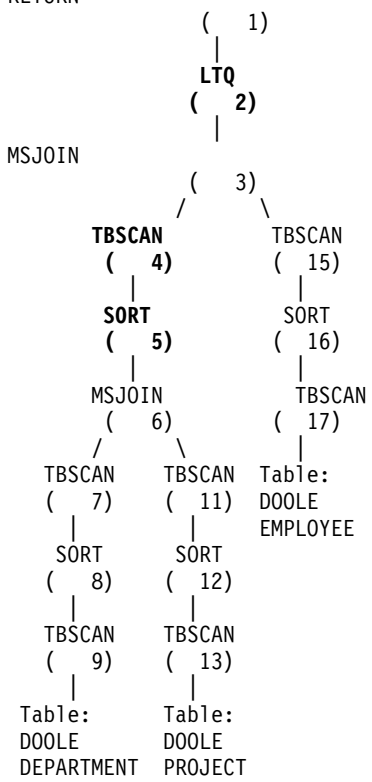 RETURN
( 1)
|
LTQ
( 2)
|
MSJOIN
( 3)
/ \
TBSCAN TBSCAN
( 4) ( 15)
| |
SORT SORT
( 5) ( 16)
| |
MSJOIN TBSCAN
( 6) ( 17)
/ \ |
TBSCAN TBSCAN Table:
( 7) ( 11) DOOLE
| | EMPLOYEE
SORT SORT
( 8) ( 12)
| |
TBSCAN TBSCAN
( 9) ( 13)
| |
Table: Table:
DOOLE DOOLE
DEPARTMENT PROJECT